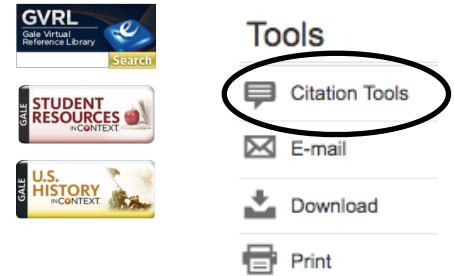 GVRL
Gale Virtual
Reference Library
Search
GALE
STUDENT
RESOURCES
IN CONTEXT
GALE
U.S.
HISTORY
IN CONTEXT
Tools
Citation Tools
E-mail
Download
Print